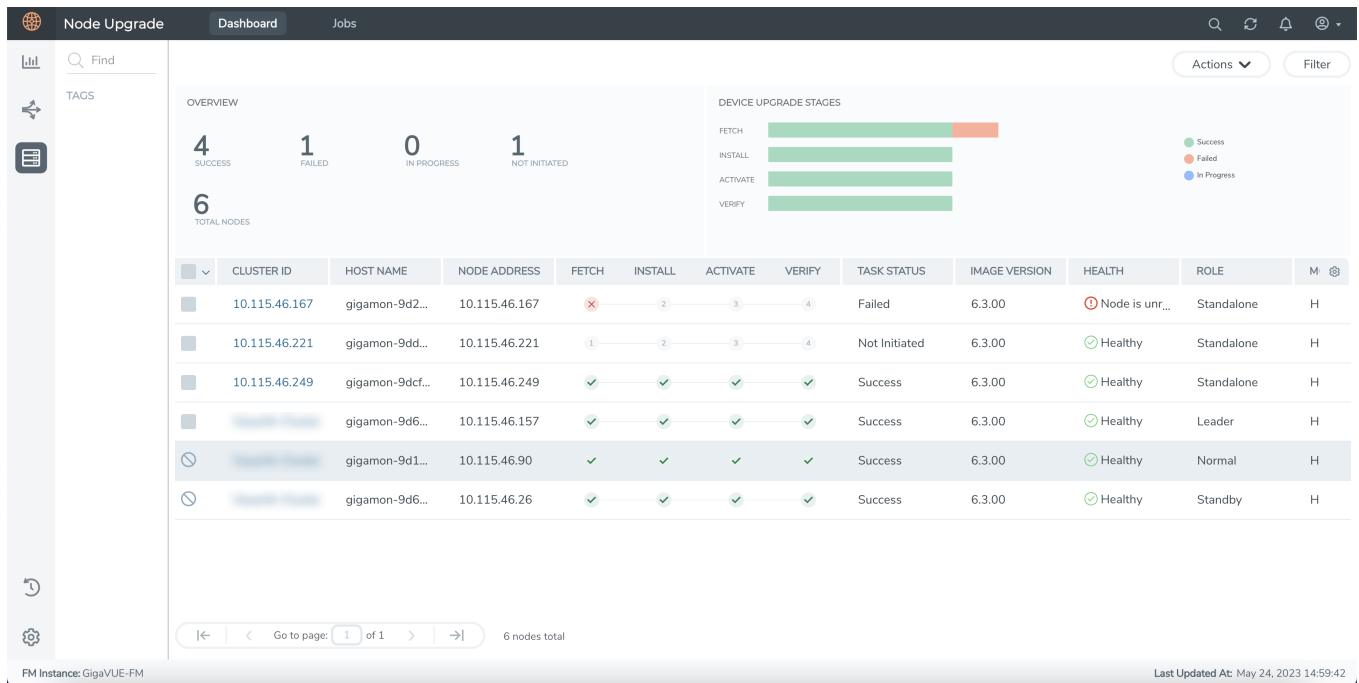 Node Upgrade Dashboard Jobs
Find
TAGS
Actions Filter
OVERVIEW
4 SUCCESS
1 FAILED
0 IN PROGRESS
1 NOT INITIATED
6 TOTAL NODES
DEVICE UPGRADE STAGES
FETCH
INSTALL
ACTIVATE
VERIFY
Success
Failed
In Progress
CLUSTER ID HOST NAME NODE ADDRESS FETCH INSTALL ACTIVATE VERIFY TASK STATUS IMAGE VERSION HEALTH ROLE M
10.115.46.167 gigamon-9d2... 10.115.46.167 2 3 4 Failed 6.3.00 Node is unr... Standalone H
10.115.46.221 gigamon-9dd... 10.115.46.221 1 2 3 4 Not Initiated 6.3.00 Healthy Standalone H
10.115.46.249 gigamon-9dcf... 10.115.46.249 Success 6.3.00 Healthy Standalone H
gigamon-9d6... 10.115.46.157 Success 6.3.00 Healthy Leader H
gigamon-9d1... 10.115.46.90 Success 6.3.00 Healthy Normal H
gigamon-9d6... 10.115.46.26 Success 6.3.00 Healthy Standby H
Go to page: 1 of 1 6 nodes total
FM Instance: GigaVUE-FM Last Updated At: May 24, 2023 14:59:42